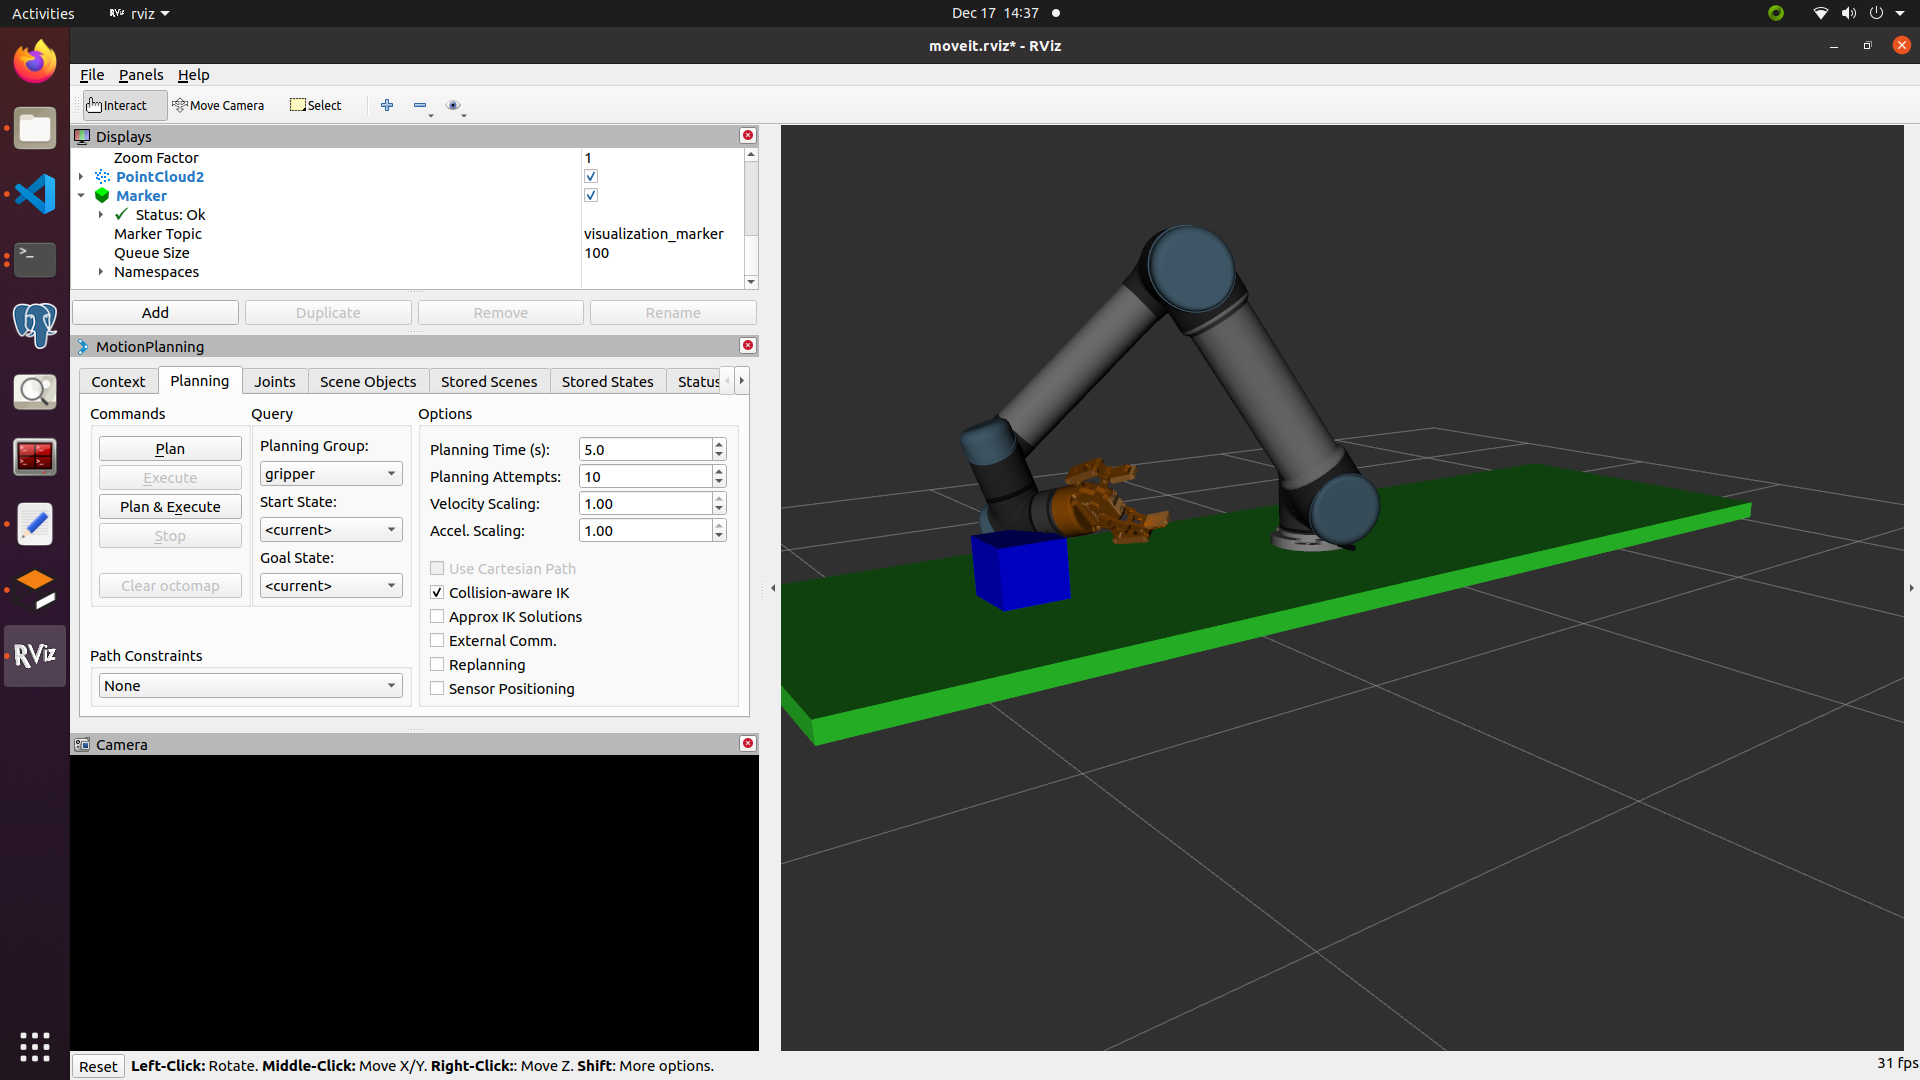 Activities RViz rviz Dec 17 14:37
moveit.rviz* - RViz
File Panels Help
Interact Move Camera Select
Displays
Zoom Factor 1
PointCloud2
Marker
Status: Ok
Marker Topic visualization_marker
Queue Size 100
Namespaces
Add Duplicate Remove Rename
MotionPlanning
Context Planning Joints Scene Objects Stored Scenes Stored States Status
Commands Query Options
Plan
Execute
Plan & Execute
Stop
Clear octomap
Planning Group:
gripper
Start State:
<current>
Goal State:
<current>
Planning Time (s): 5.0
Planning Attempts: 10
Velocity Scaling: 1.00
Accel. Scaling: 1.00
Use Cartesian Path
Collision-aware IK
Approx IK Solutions
External Comm.
Replanning
Sensor Positioning
Path Constraints
None
RViz
Camera
Reset Left-Click: Rotate. Middle-Click: Move X/Y. Right-Click:: Move Z. Shift: More options. 31 fps